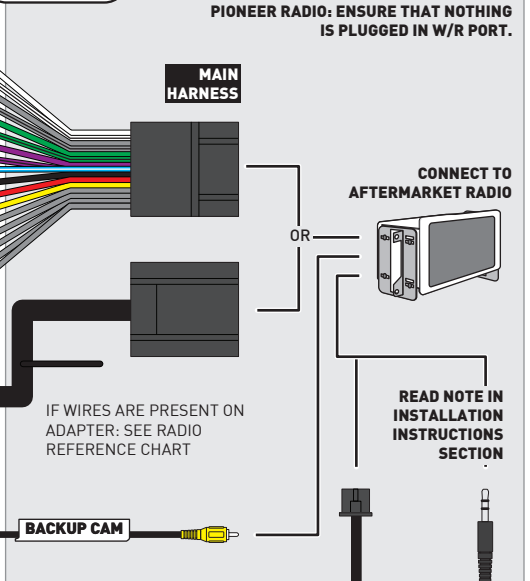 PIONEER RADIO: ENSURE THAT NOTHING
IS PLUGGED IN W/R PORT.
MAIN
HARNESS
CONNECT TO
AFTERMARKET RADIO
OR
IF WIRES ARE PRESENT ON
ADAPTER: SEE RADIO
REFERENCE CHART
READ NOTE IN
INSTALLATION
INSTRUCTIONS
SECTION
BACKUP CAM